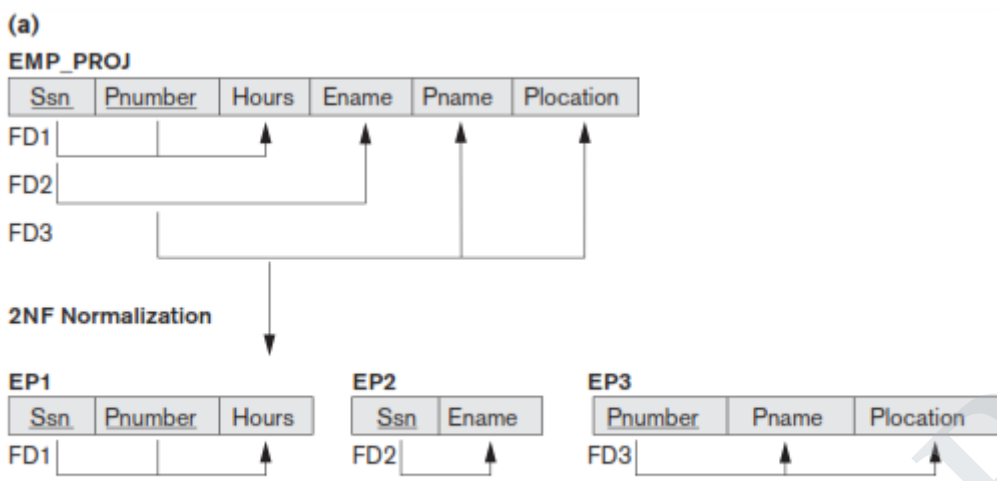 (a)
EMP_PROJ
Ssn Pnumber Hours Ename Pname Plocation
FD1
FD2
FD3
2NF Normalization
EP1 EP2 EP3
Ssn Pnumber Hours Ssn Ename Pnumber Pname Plocation
FD1 FD2 FD3